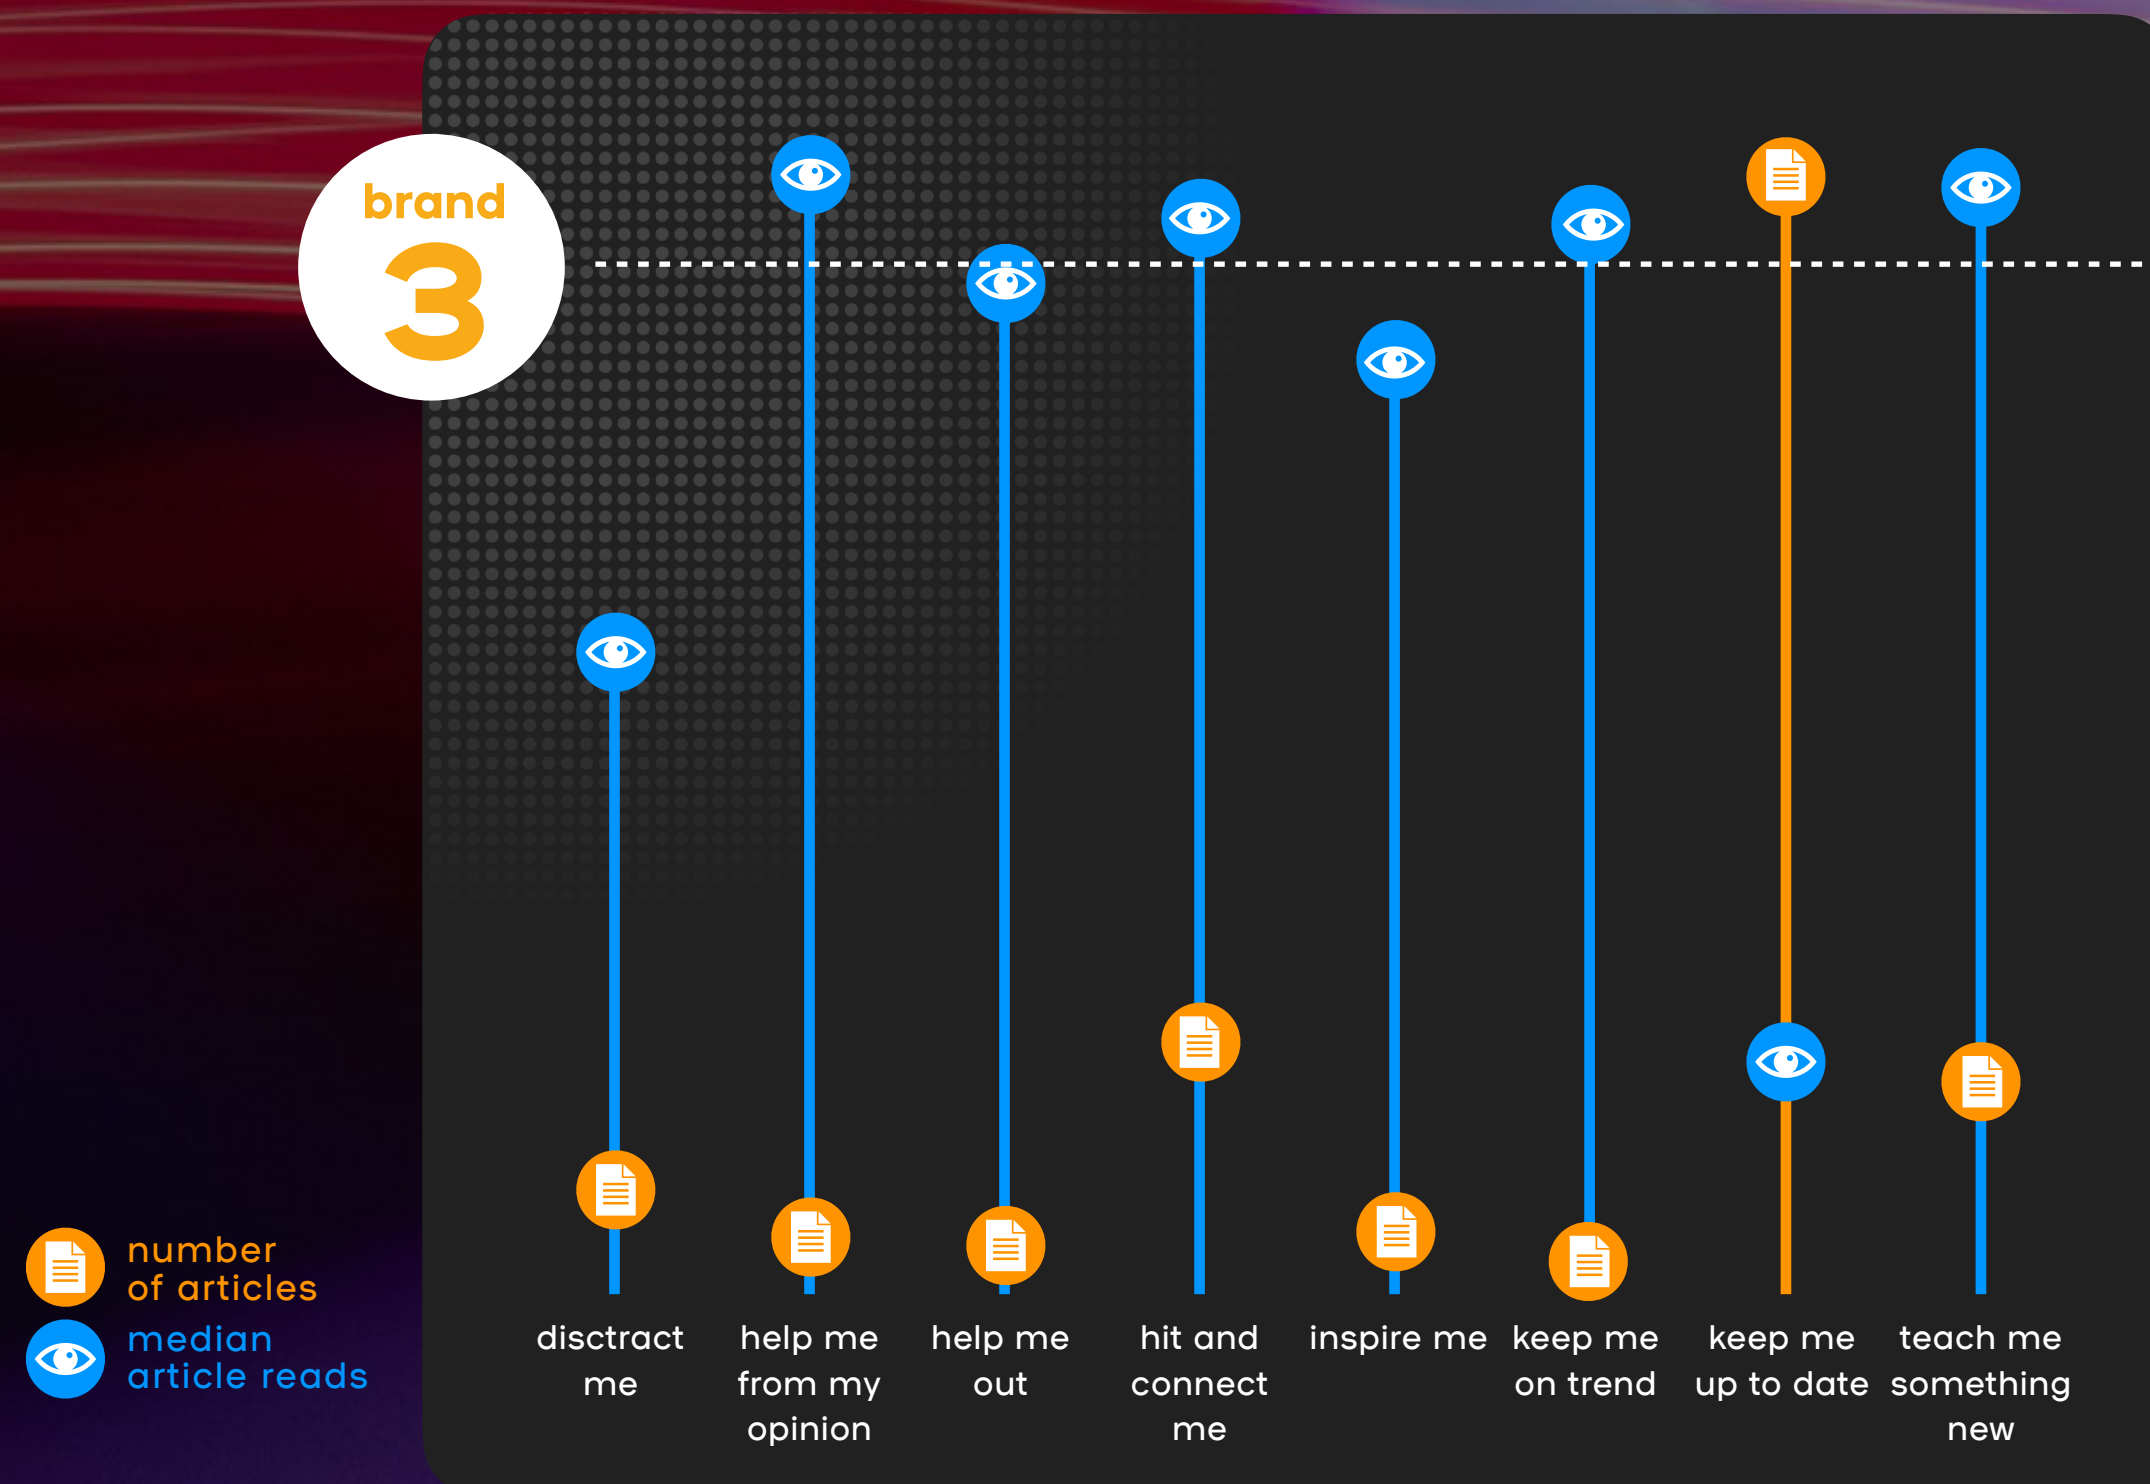 brand
3
number
of articles
median
article reads
disctract
me
help me
from my
opinion
help me
out
hit and
connect
me
inspire me
keep me
on trend
keep me
up to date
teach me
something
new